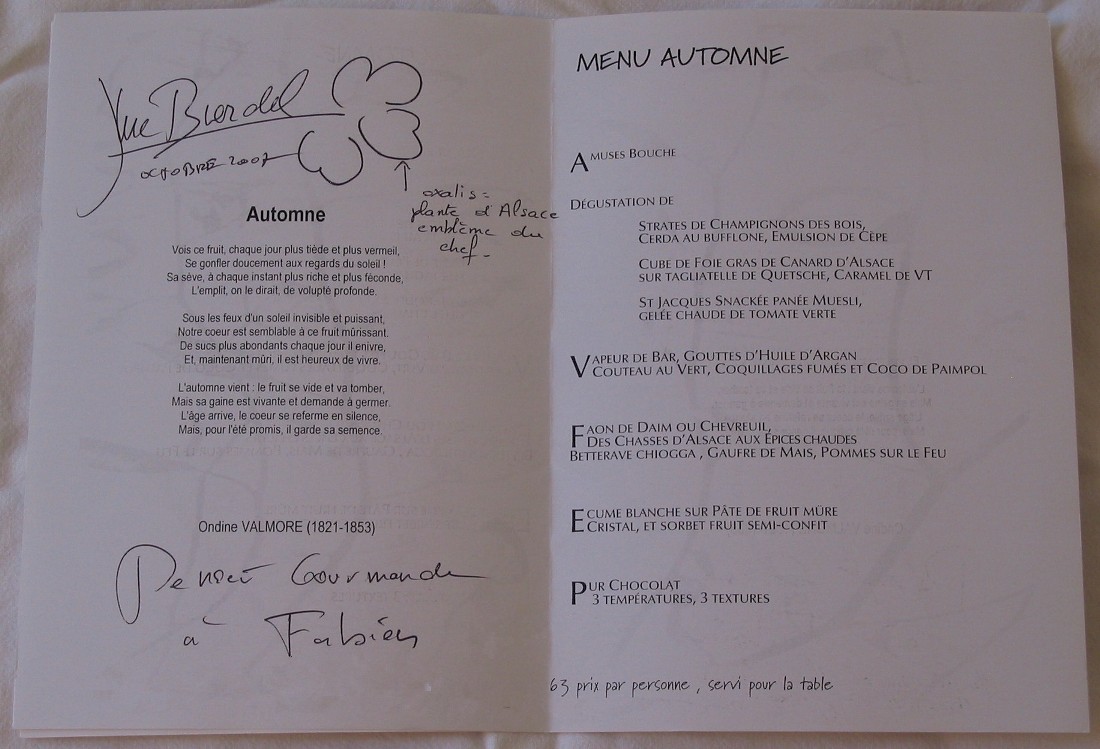 OCTOBRE 2007
oxalis =
plante d'Alsace
emblème du
chef -
Automne
Vois ce fruit, chaque jour plus tiède et plus vermeil,
Se gonfler doucement aux regards du soleil !
Sa sève, à chaque instant plus riche et plus féconde,
L'emplit, on le dirait, de volupté profonde.
Sous les feux d'un soleil invisible et puissant,
Notre coeur est semblable à ce fruit mûrissant.
De sucs plus abondants chaque jour il enivre,
Et, maintenant mûri, il est heureux de vivre.
L'automne vient : le fruit se vide et va tomber,
Mais sa gaine est vivante et demande à germer.
L'âge arrive, le coeur se referme en silence,
Mais, pour l'été promis, il garde sa semence.
Ondine VALMORE (1821-1853)
Pensée Gourmande
à Fabien
MENU AUTOMNE
AMUSES BOUCHE
DÉGUSTATION DE
STRATES DE CHAMPIGNONS DES BOIS,
CERDA AU BUFFLONE, EMULSION DE CÈPE
CUBE DE FOIE GRAS DE CANARD D'ALSACE
SUR TAGLIATELLE DE QUETSCHE, CARAMEL DE VT
ST JACQUES SNACKÉE PANÉE MUESLI,
GELÉE CHAUDE DE TOMATE VERTE
VAPEUR DE BAR, GOUTTES D'HUILE D'ARGAN
COUTEAU AU VERT, COQUILLAGES FUMÉS ET COCO DE PAIMPOL
FAON DE DAIM OU CHEVREUIL,
DES CHASSES D'ALSACE AUX ÉPICES CHAUDES
BETTERAVE CHIOGGA , GAUFRE DE MAIS, POMMES SUR LE FEU
ECUME BLANCHE SUR PÂTE DE FRUIT MÛRE
CRISTAL, ET SORBET FRUIT SEMI-CONFIT
PUR CHOCOLAT
3 TEMPÉRATURES, 3 TEXTURES
63 prix par personne , servi pour la table